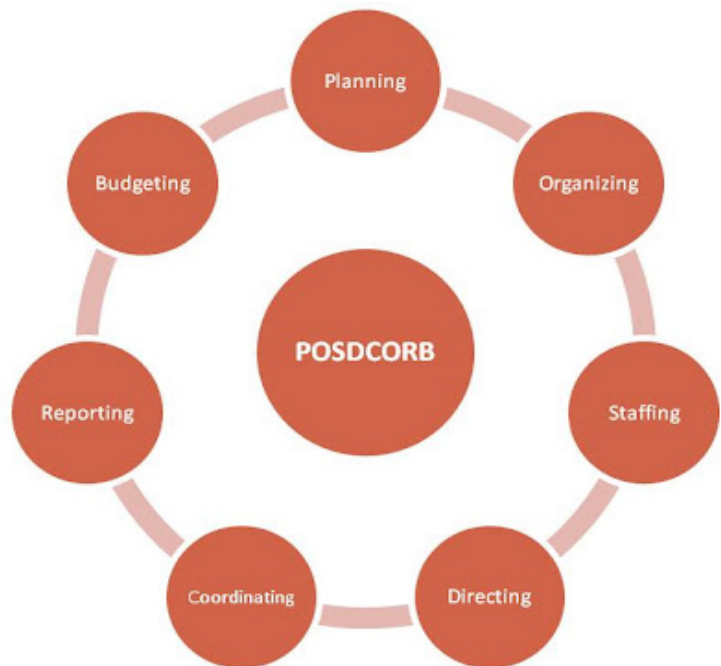 Planning
Organizing
Staffing
Directing
Coordinating
Reporting
Budgeting
POSDCORB